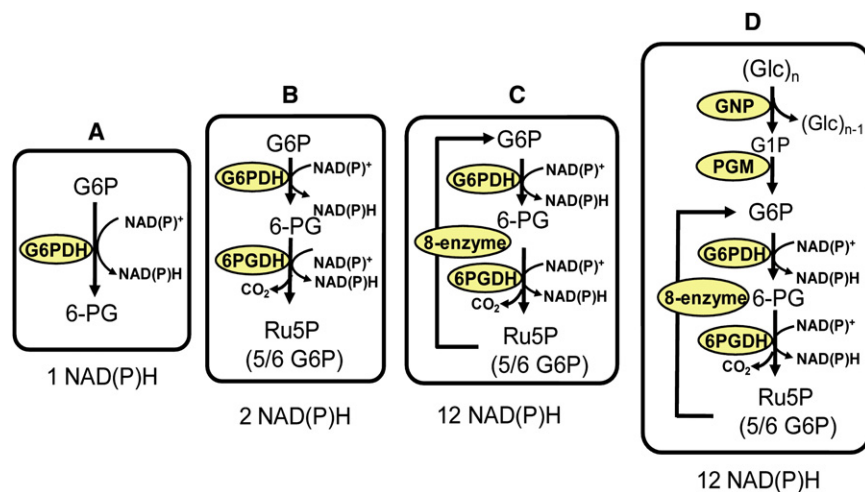 A
G6P
NAD(P)⁺
G6PDH
NAD(P)H
6-PG
1 NAD(P)H
B
G6P
NAD(P)⁺
G6PDH
NAD(P)H
6-PG
6PGDH
NAD(P)⁺
NAD(P)H
CO₂
Ru5P
(5/6 G6P)
2 NAD(P)H
C
G6P
NAD(P)⁺
G6PDH
NAD(P)H
6-PG
8-enzyme
6PGDH
NAD(P)⁺
NAD(P)H
CO₂
Ru5P
(5/6 G6P)
12 NAD(P)H
D
(Glc)ₙ
GNP
(Glc)ₙ₋₁
G1P
PGM
G6P
G6PDH
NAD(P)⁺
NAD(P)H
8-enzyme
6-PG
6PGDH
NAD(P)⁺
NAD(P)H
CO₂
Ru5P
(5/6 G6P)
12 NAD(P)H